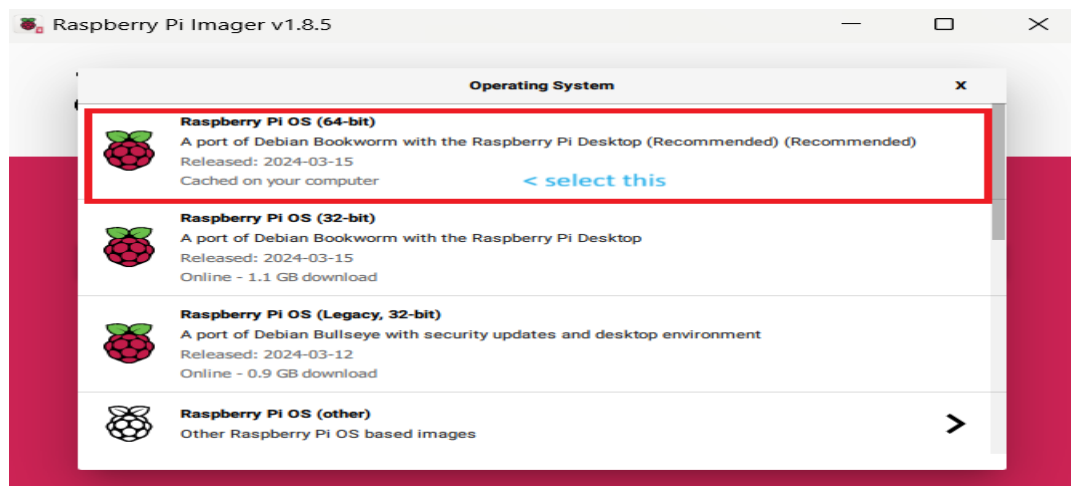 Raspberry Pi Imager v1.8.5
Operating System
x
Raspberry Pi OS (64-bit)
A port of Debian Bookworm with the Raspberry Pi Desktop (Recommended) (Recommended)
Released: 2024-03-15
Cached on your computer < select this
Raspberry Pi OS (32-bit)
A port of Debian Bookworm with the Raspberry Pi Desktop
Released: 2024-03-15
Online - 1.1 GB download
Raspberry Pi OS (Legacy, 32-bit)
A port of Debian Bullseye with security updates and desktop environment
Released: 2024-03-12
Online - 0.9 GB download
Raspberry Pi OS (other)
Other Raspberry Pi OS based images